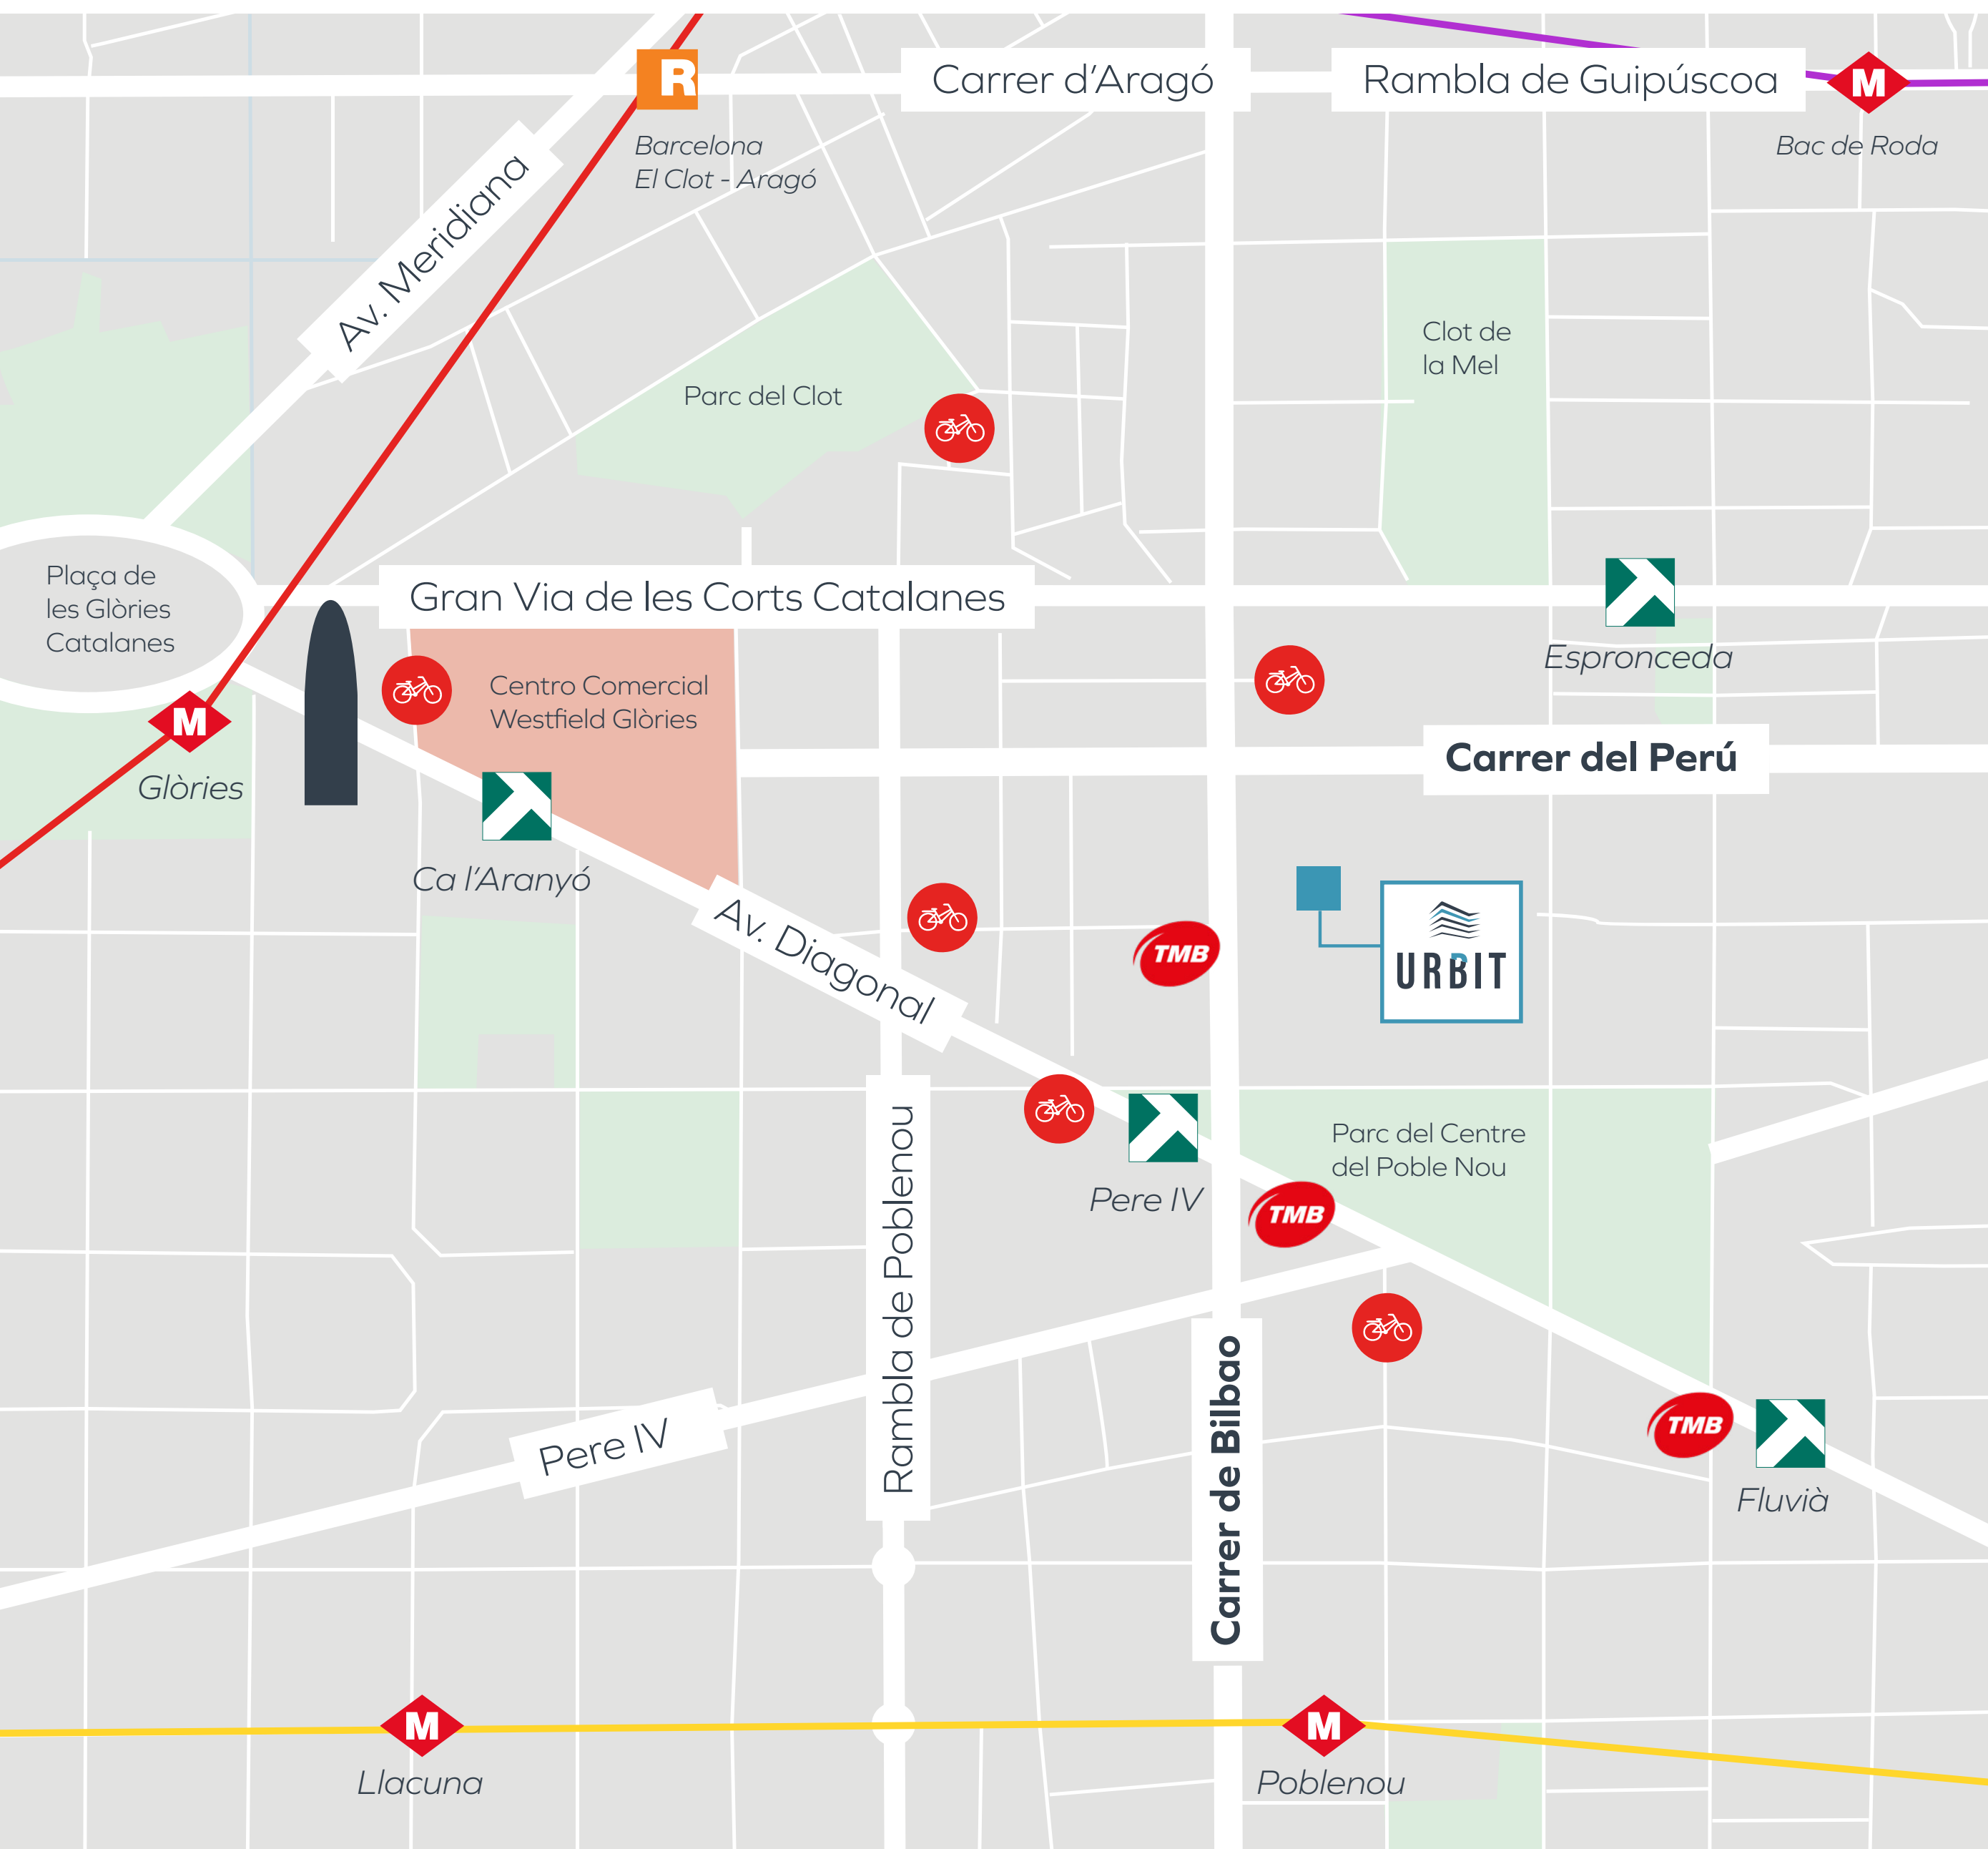 R
Carrer d'Aragó
Rambla de Guipúscoa
M
Barcelona
El Clot - Aragó
Bac de Roda
Av. Meridiana
Clot de
la Mel
Parc del Clot
Plaça de
les Glòries
Catalanes
Gran Via de les Corts Catalanes
Espronceda
Centro Comercial
Westfield Glòries
M
Glòries
Carrer del Perú
Ca l'Aranyó
Av. Diagonal
TMB
URBIT
Parc del Centre
del Poble Nou
Pere IV
TMB
Rambla de Poblenou
Carrer de Bilbao
Pere IV
TMB
Fluvià
M
Llacuna
M
Poblenou